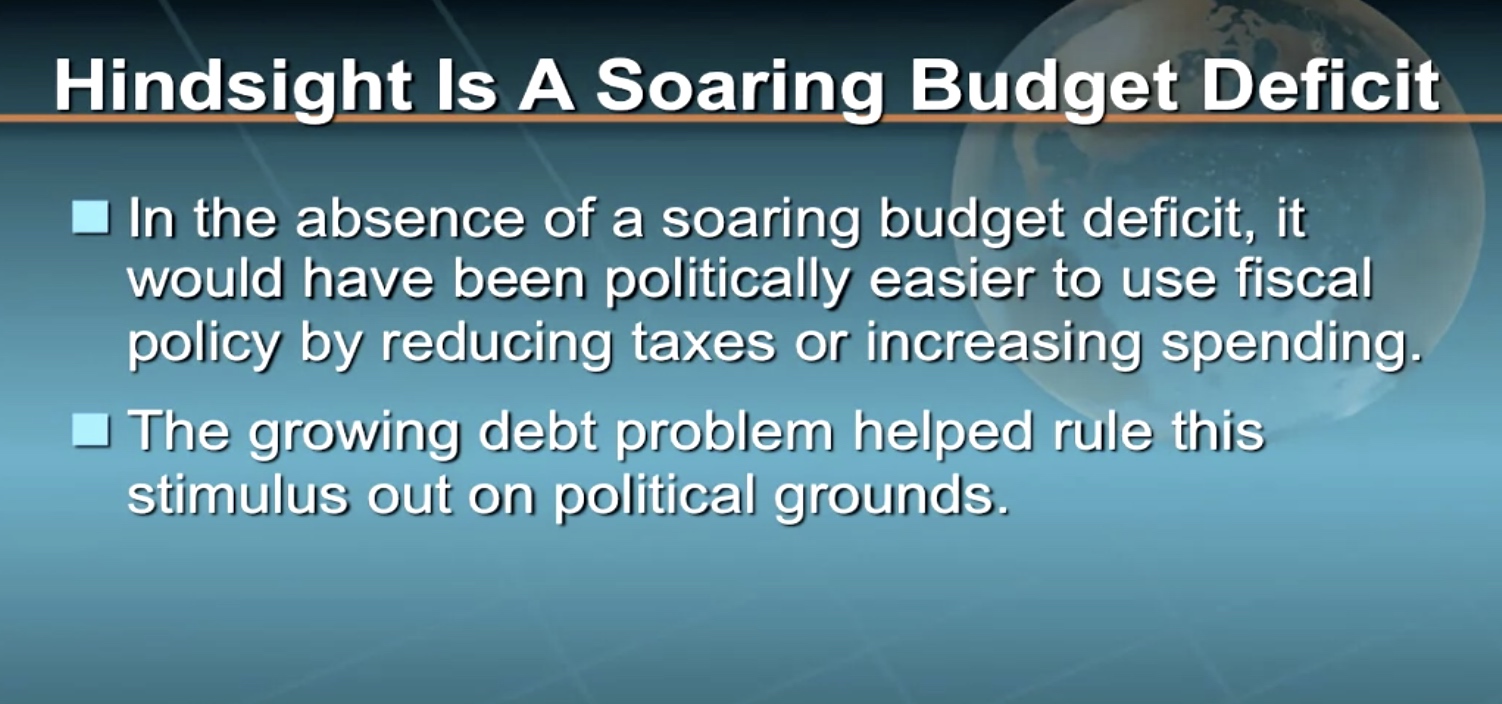 Hindsight Is A Soaring Budget Deficit
In the absence of a soaring budget deficit, it
would have been politically easier to use fiscal
policy by reducing taxes or increasing spending.
The growing debt problem helped rule this
stimulus out on political grounds.